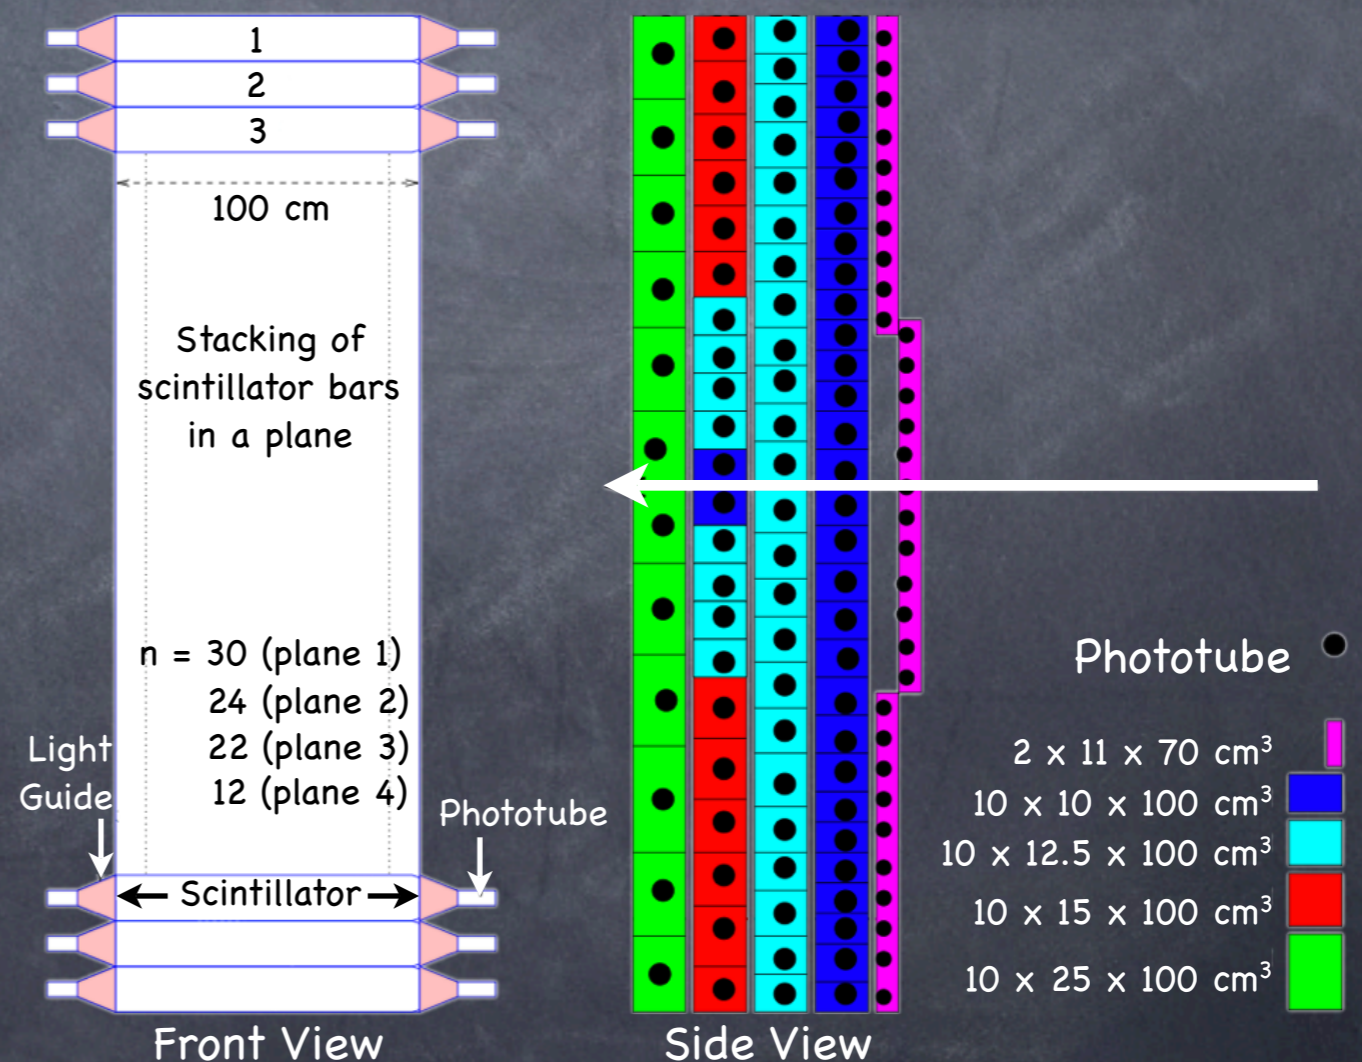 1
2
3
100 cm
Stacking of
scintillator bars
in a plane
n = 30 (plane 1)
24 (plane 2)
22 (plane 3)
12 (plane 4)
Light
Guide
Phototube
Scintillator
Front View
Side View
Phototube
2 x 11 x 70 cm³
10 x 10 x 100 cm³
10 x 12.5 x 100 cm³
10 x 15 x 100 cm³
10 x 25 x 100 cm³